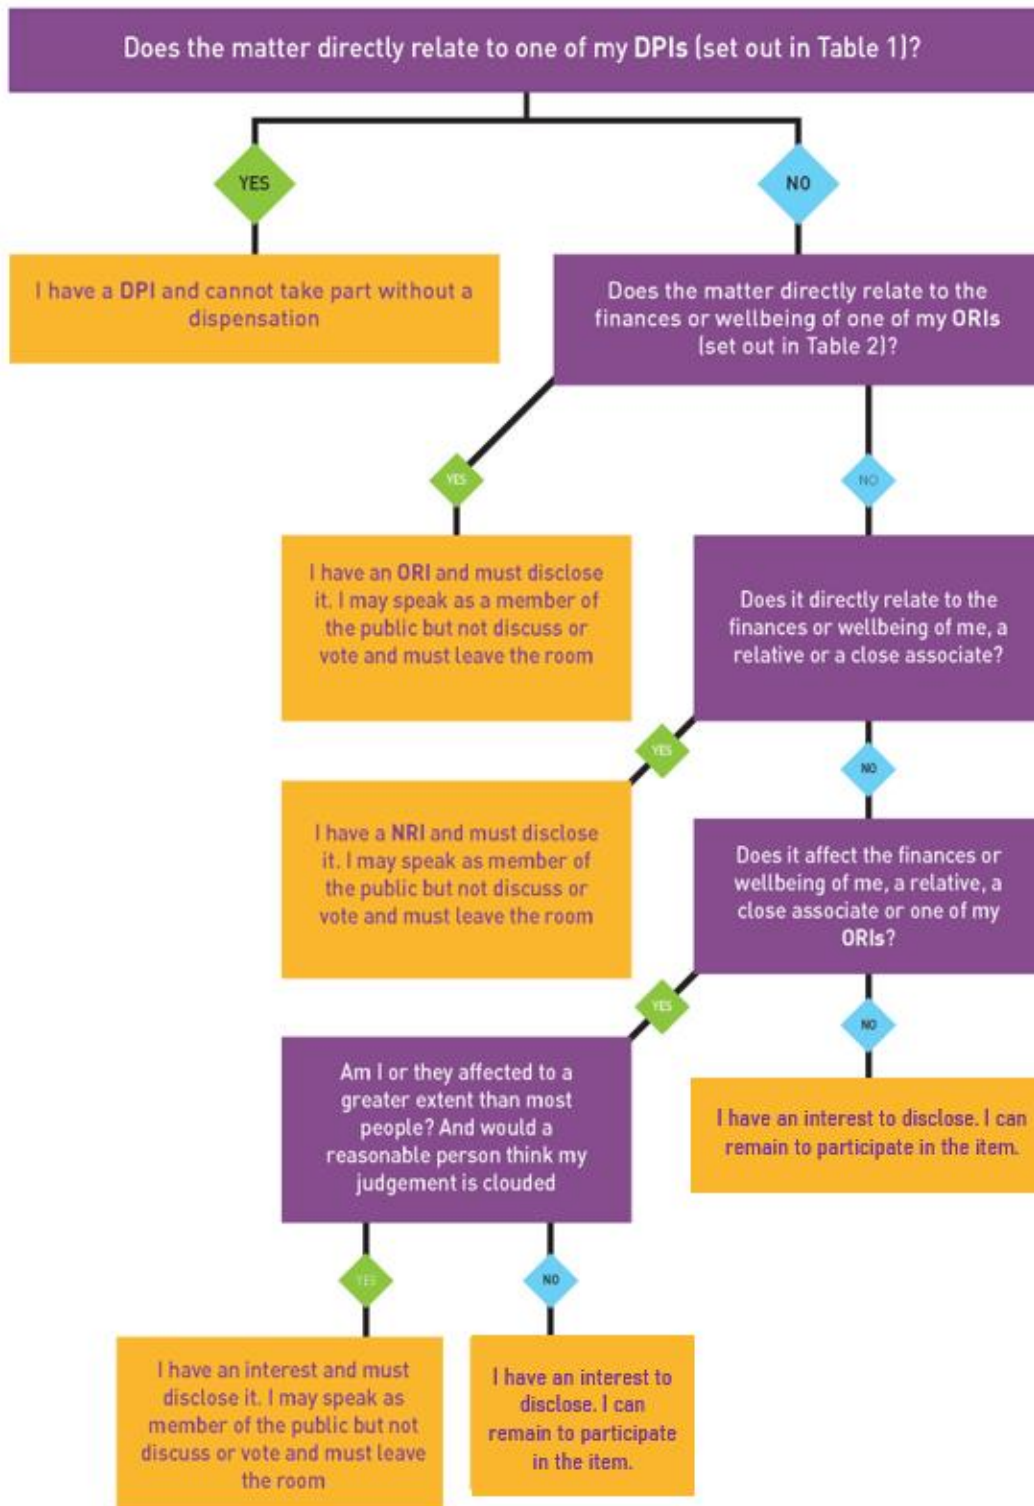 Does the matter directly relate to one of my DPIs (set out in Table 1)?
YES
NO
I have a DPI and cannot take part without a
dispensation
Does the matter directly relate to the
finances or wellbeing of one of my ORIs
(set out in Table 2)?
YES
NO
I have an ORI and must disclose
it. I may speak as a member of
the public but not discuss or
vote and must leave the room
Does it directly relate to the
finances or wellbeing of me, a
relative or a close associate?
YES
NO
I have a NRI and must disclose
it. I may speak as member of
the public but not discuss or
vote and must leave the room
Does it affect the finances or
wellbeing of me, a relative, a
close associate or one of my
ORIs?
YES
NO
Am I or they affected to a
greater extent than most
people? And would a
reasonable person think my
judgement is clouded
I have an interest to disclose. I can
remain to participate in the item.
YES
NO
I have an interest and must
disclose it. I may speak as
member of the public but not
discuss or vote and must leave
the room
I have an interest to
disclose. I can
remain to participate
in the item.